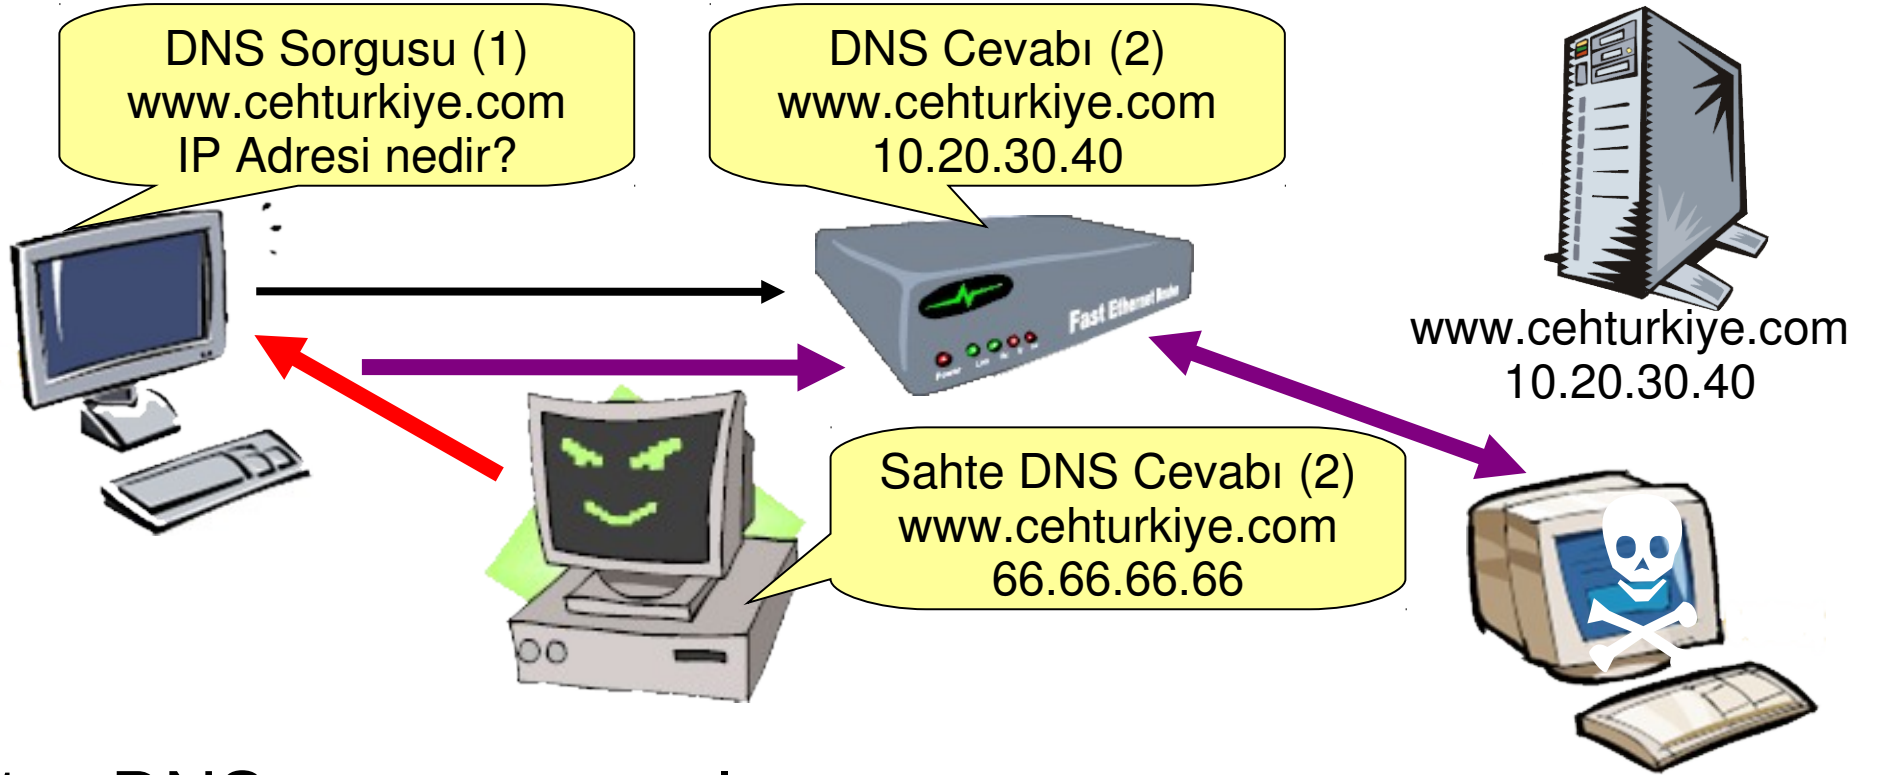 DNS Sorgusu (1)
www.cehturkiye.com
IP Adresi nedir?
DNS Cevabı (2)
www.cehturkiye.com
10.20.30.40
Fast Ethernet
Power
www.cehturkiye.com
10.20.30.40
Sahte DNS Cevabı (2)
www.cehturkiye.com
66.66.66.66
DNS